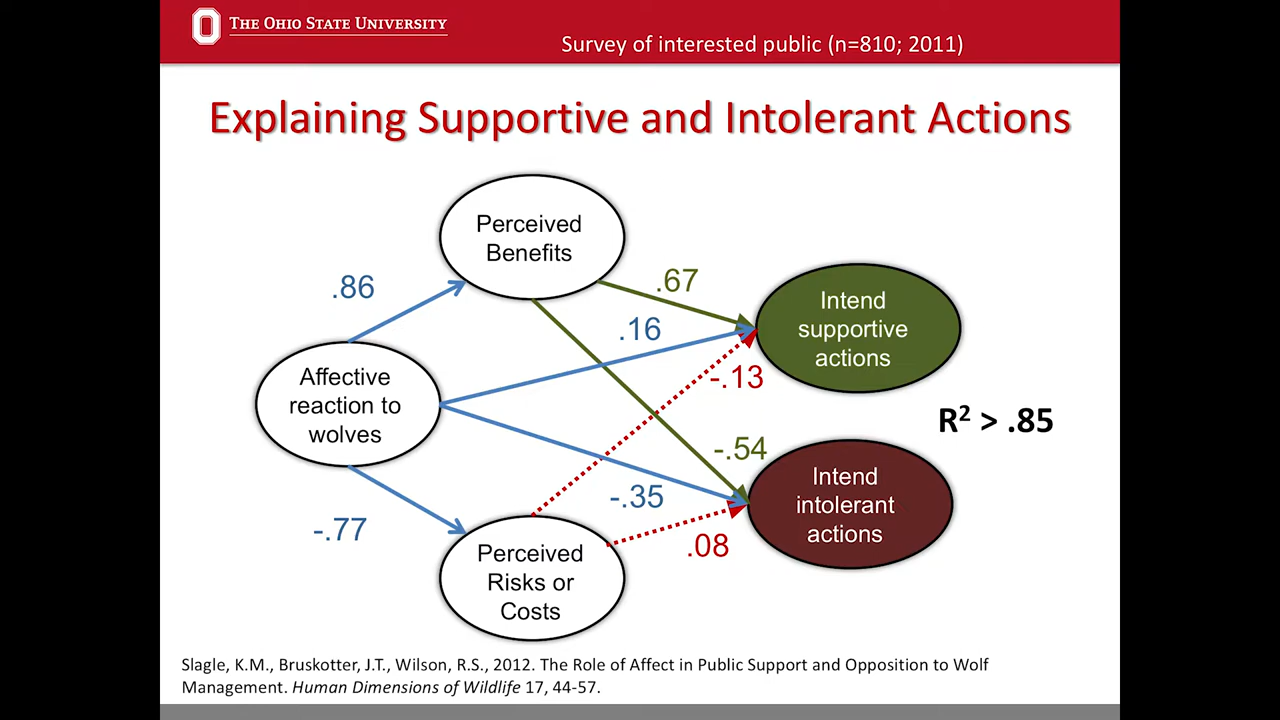 THE OHIO STATE UNIVERSITY
Survey of interested public (n=810; 2011)
Explaining Supportive and Intolerant Actions
Perceived
Benefits
.86
.67
Intend
supportive
actions
.16
-.13
Affective
reaction to
wolves
R² > .85
-.54
Intend
intolerant
actions
-.35
-.77
.08
Perceived
Risks or
Costs
Slagle, K.M., Bruskotter, J.T., Wilson, R.S., 2012. The Role of Affect in Public Support and Opposition to Wolf
Management. Human Dimensions of Wildlife 17, 44-57.